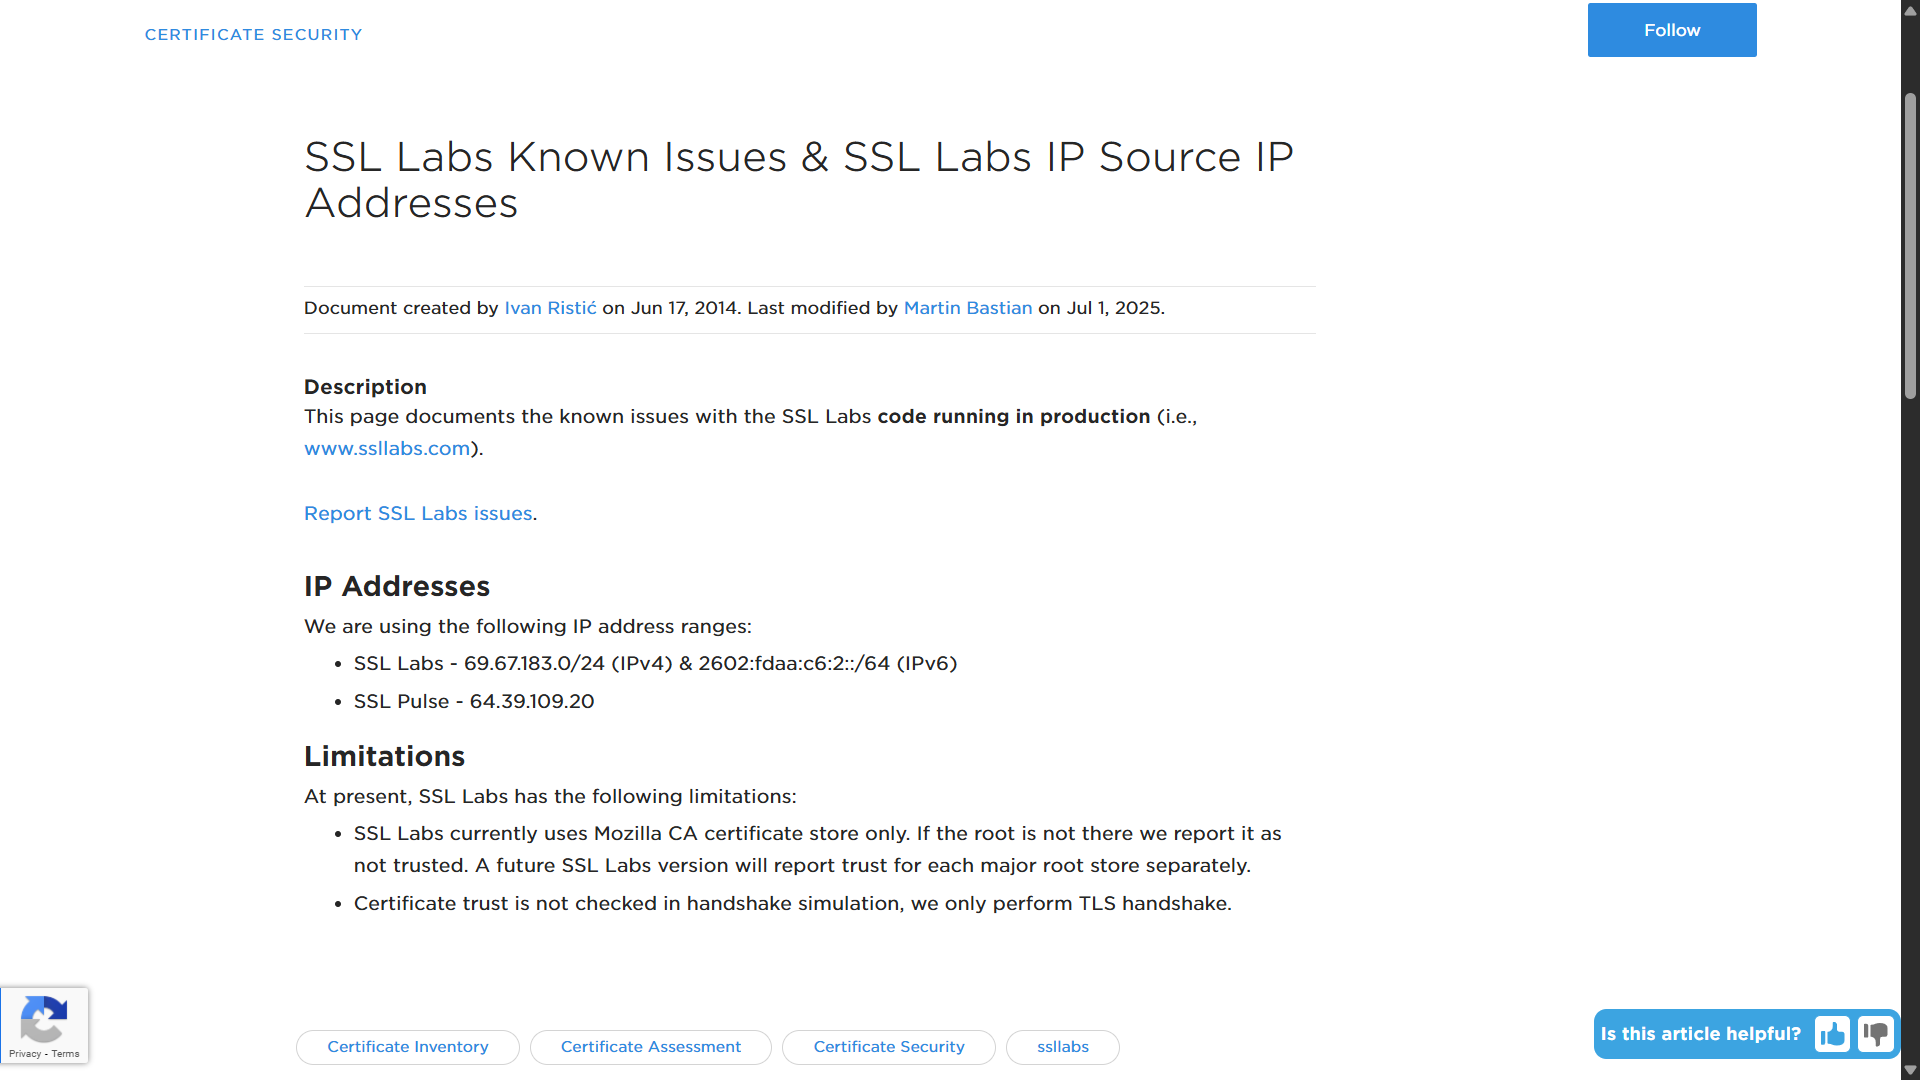 CERTIFICATE SECURITY
Follow
SSL Labs Known Issues & SSL Labs IP Source IP
Addresses
Document created by Ivan Ristić on Jun 17, 2014. Last modified by Martin Bastian on Jul 1, 2025.
Description
This page documents the known issues with the SSL Labs code running in production (i.e.,
www.ssllabs.com).
Report SSL Labs issues.
IP Addresses
We are using the following IP address ranges:
• SSL Labs - 69.67.183.0/24 (IPv4) & 2602:fdaa:c6:2::/64 (IPv6)
• SSL Pulse - 64.39.109.20
Limitations
At present, SSL Labs has the following limitations:
• SSL Labs currently uses Mozilla CA certificate store only. If the root is not there we report it as
not trusted. A future SSL Labs version will report trust for each major root store separately.
• Certificate trust is not checked in handshake simulation, we only perform TLS handshake.
Privacy - Terms
Certificate Inventory
Certificate Assessment
Certificate Security
ssllabs
Is this article helpful?